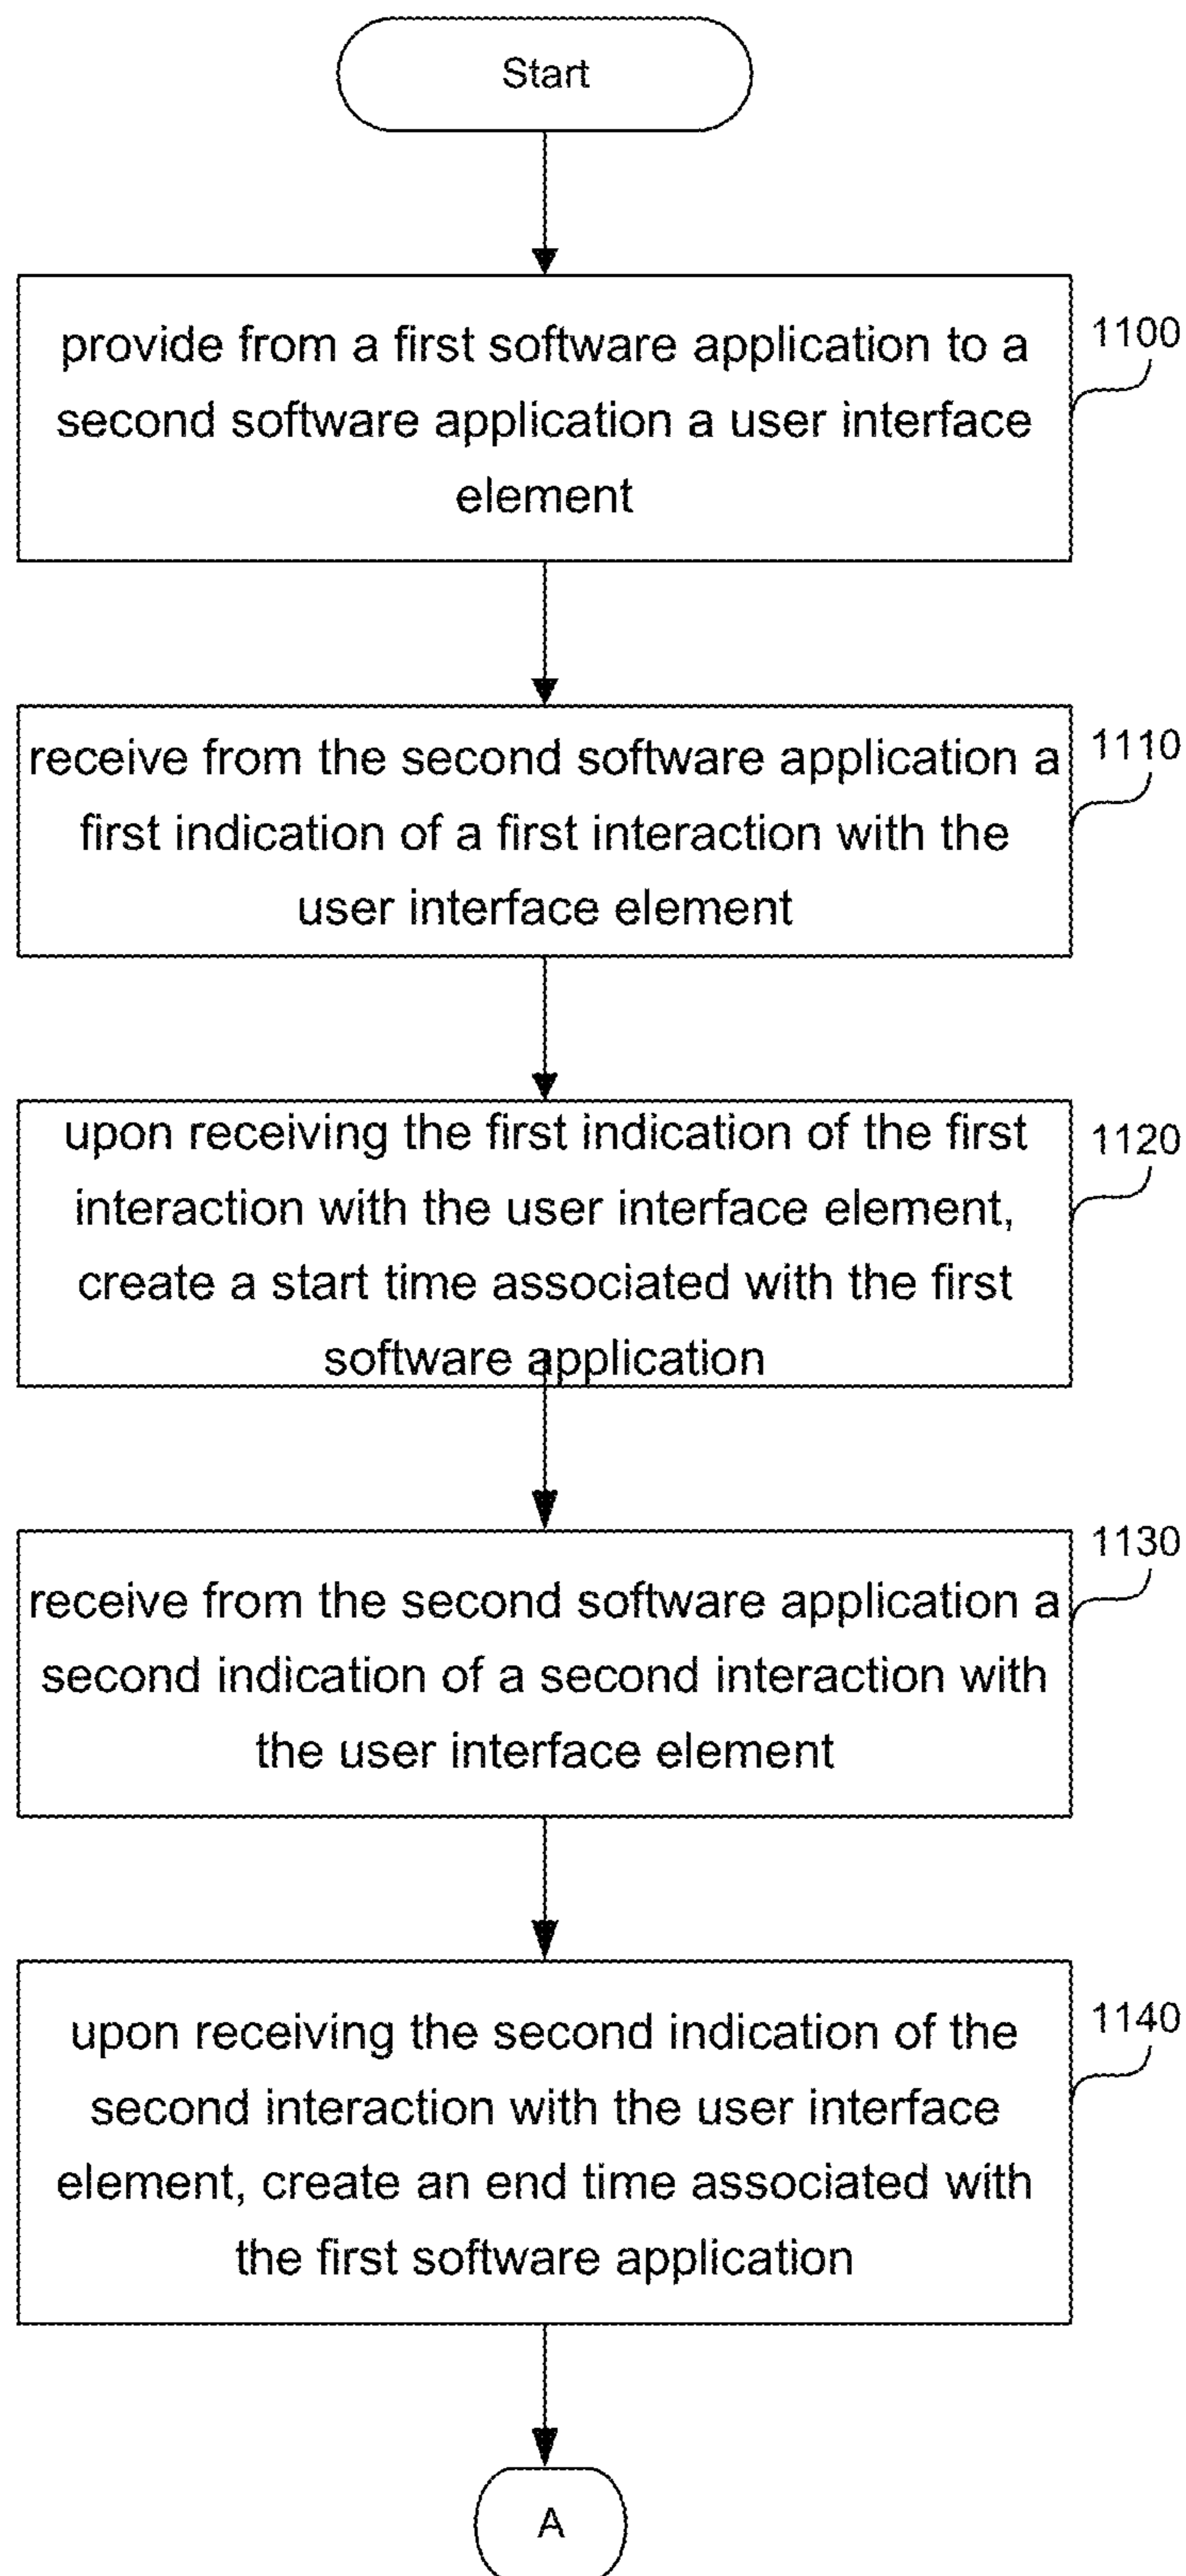 Start
provide from a first software application to a
second software application a user interface
element
1100
receive from the second software application a
first indication of a first interaction with the
user interface element
1110
upon receiving the first indication of the first
interaction with the user interface element,
create a start time associated with the first
software application
1120
receive from the second software application a
second indication of a second interaction with
the user interface element
1130
upon receiving the second indication of the
second interaction with the user interface
element, create an end time associated with
the first software application
1140
A